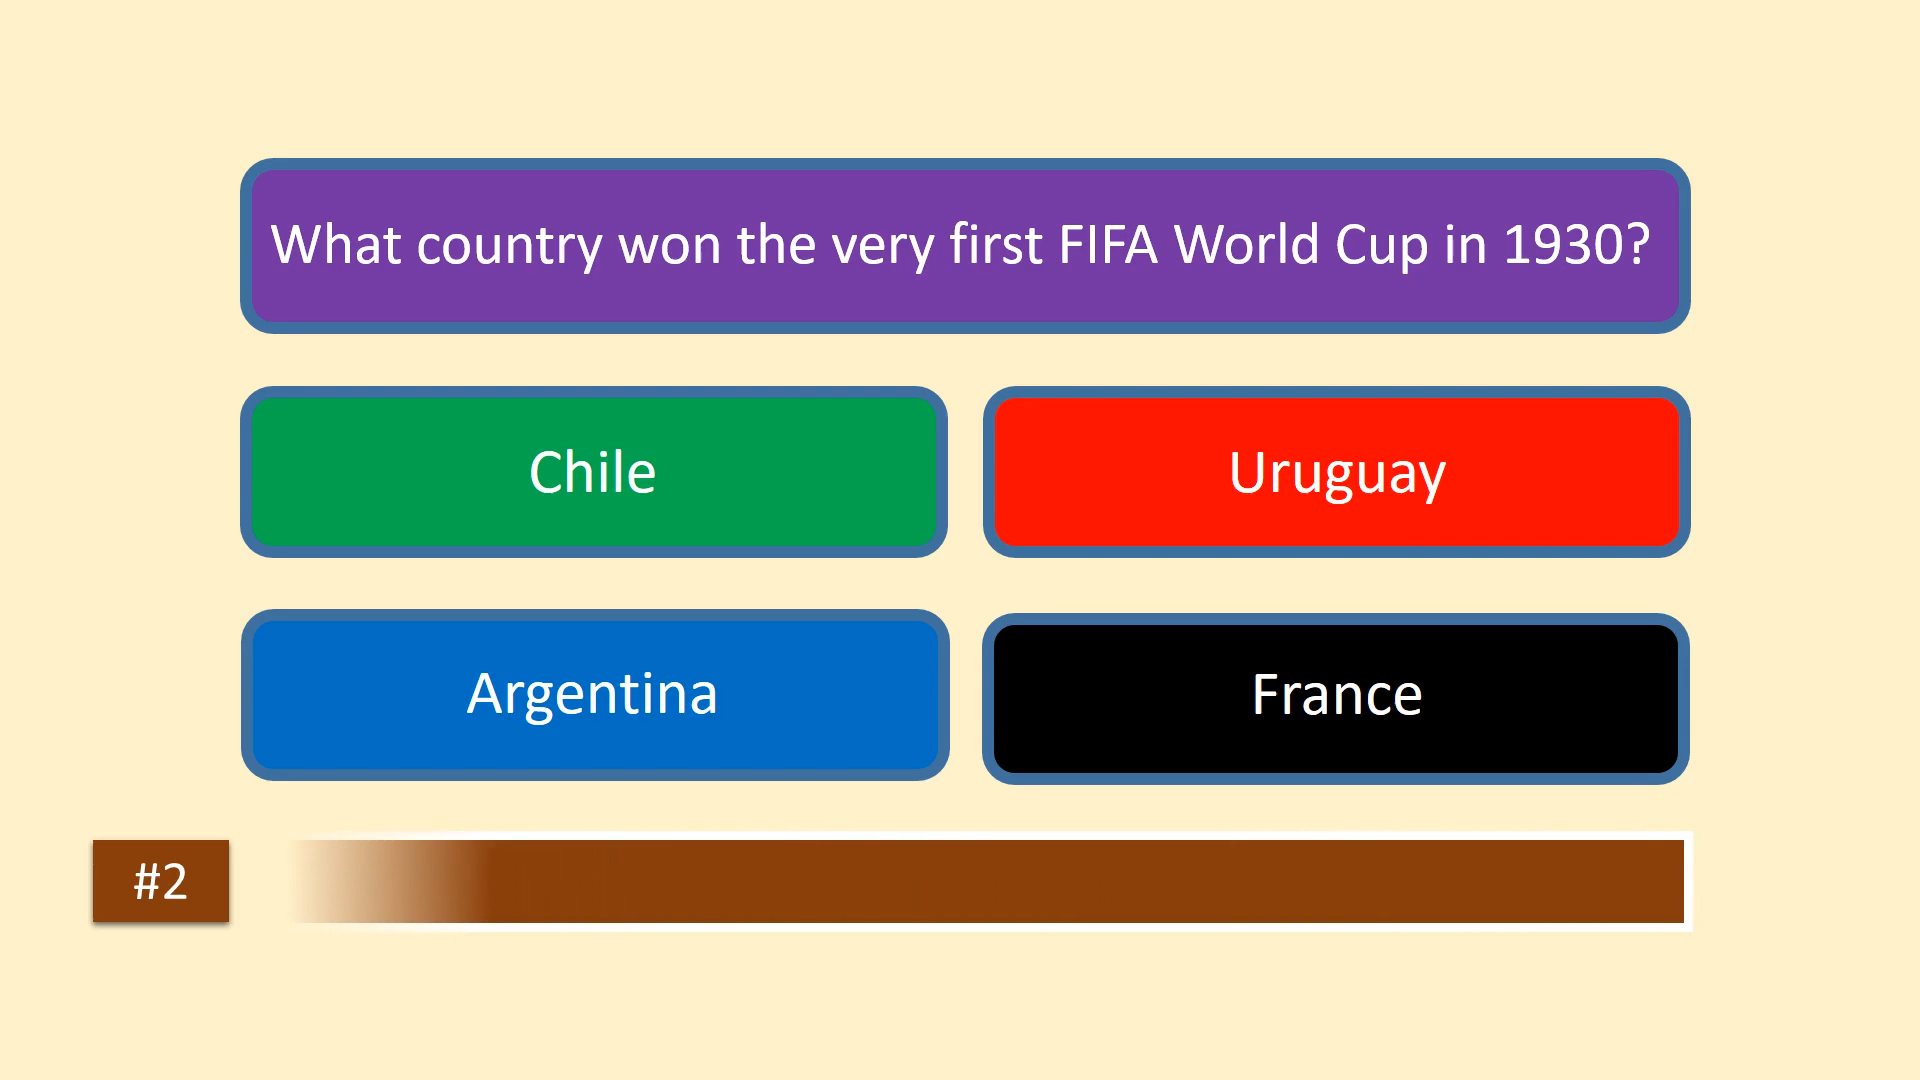 What country won the very first FIFA World Cup in 1930?
Chile
Uruguay
Argentina
France
#2